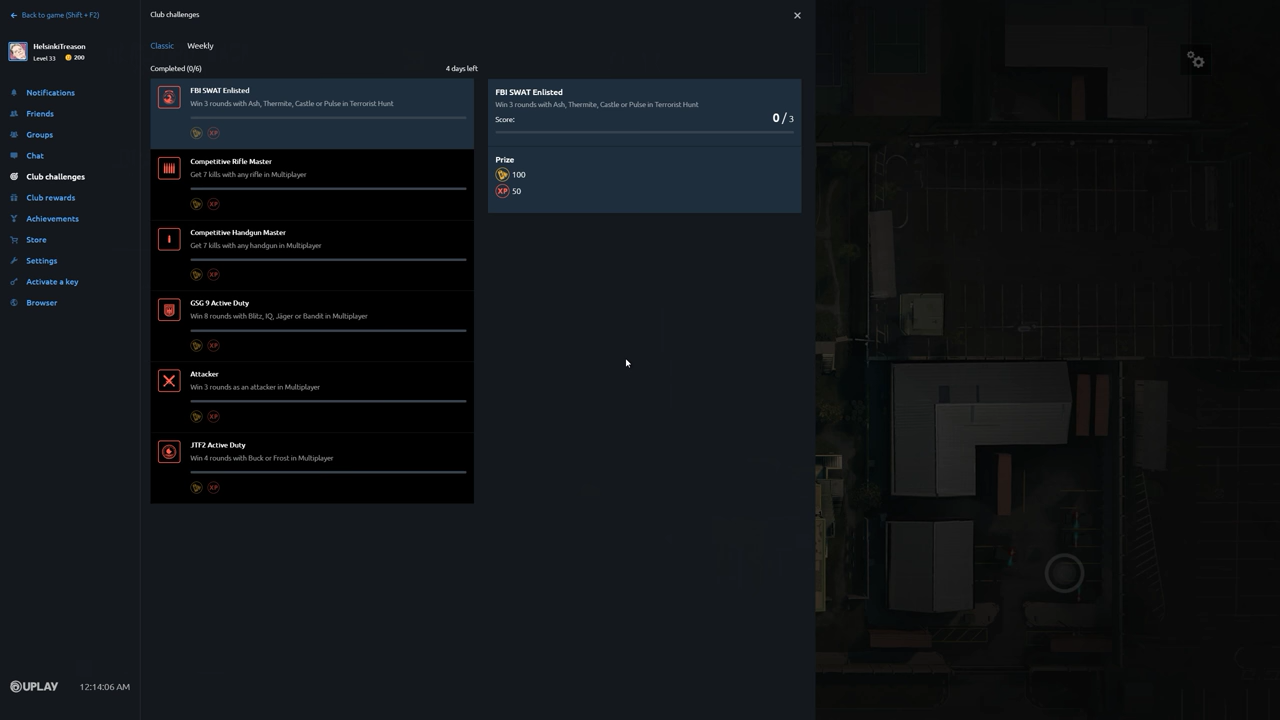 Back to game (Shift + F2)
HelsinkiTreason
Level 33 200
Notifications
Friends
Groups
Chat
Club challenges
Club rewards
Achievements
Store
Settings
Activate a key
Browser
UPLAY 12:14:06 AM
Club challenges
Classic Weekly
Completed (0/6) 4 days left
FBI SWAT Enlisted
Win 3 rounds with Ash, Thermite, Castle or Pulse in Terrorist Hunt
XP
Competitive Rifle Master
Get 7 kills with any rifle in Multiplayer
XP
Competitive Handgun Master
Get 7 kills with any handgun in Multiplayer
XP
GSG 9 Active Duty
Win 8 rounds with Blitz, IQ, Jäger or Bandit in Multiplayer
XP
Attacker
Win 3 rounds as an attacker in Multiplayer
XP
JTF2 Active Duty
Win 4 rounds with Buck or Frost in Multiplayer
XP
FBI SWAT Enlisted
Win 3 rounds with Ash, Thermite, Castle or Pulse in Terrorist Hunt
Score: 0 / 3
Prize
100
XP 50